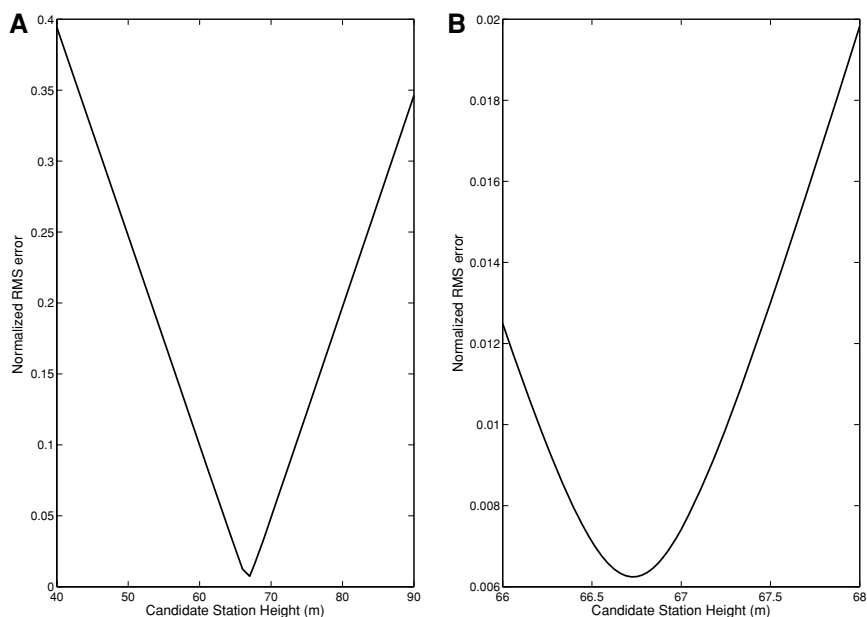 A
0.4
0.35
0.3
0.25
0.2
0.15
0.1
0.05
0
40 50 60 70 80 90
Normalized RMS error
Candidate Station Height (m)
B
0.02
0.018
0.016
0.014
0.012
0.01
0.008
0.006
66 66.5 67 67.5 68
Normalized RMS error
Candidate Station Height (m)